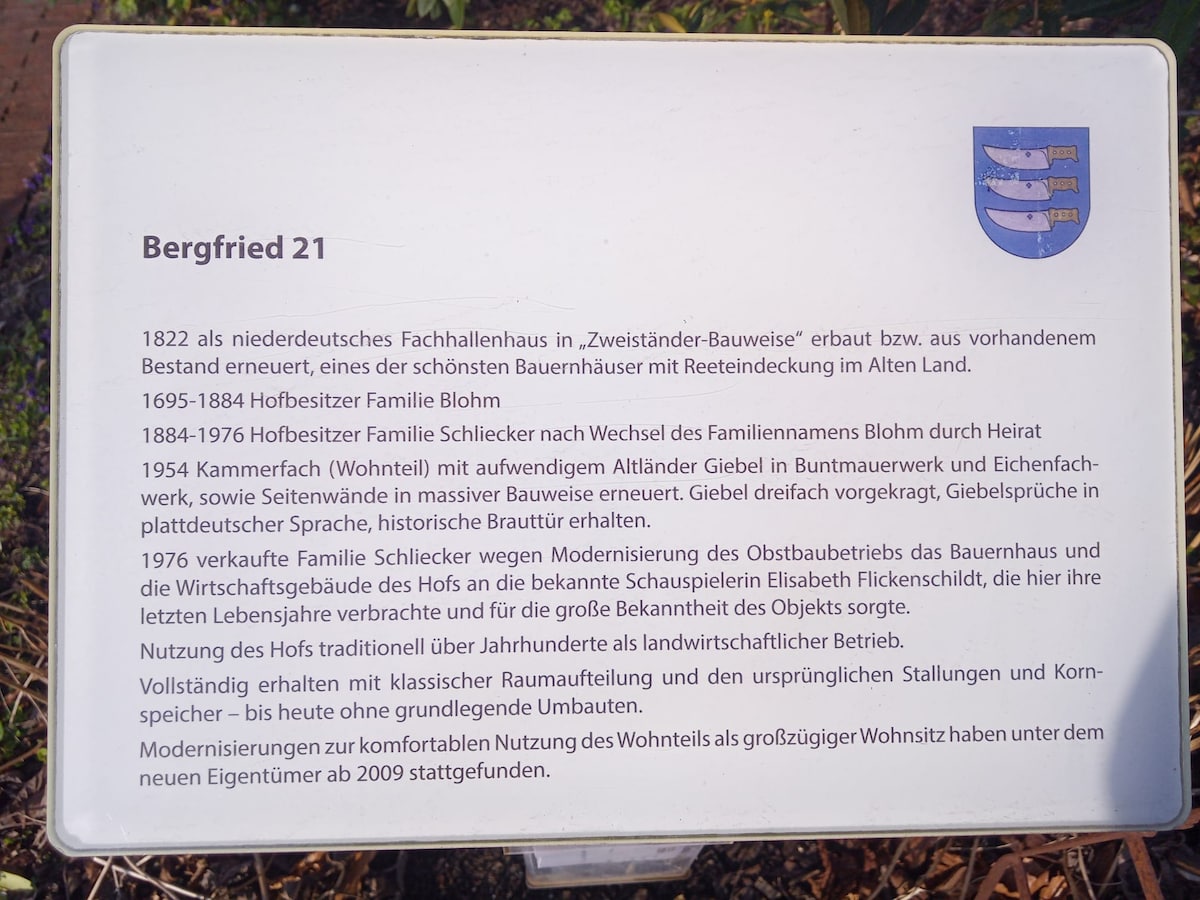 Bergfried 21
1822 als niederdeutsches Fachhallenhaus in „Zweiständer-Bauweise“ erbaut bzw. aus vorhandenem
Bestand erneuert, eines der schönsten Bauernhäuser mit Reeteindeckung im Alten Land.
1695-1884 Hofbesitzer Familie Blohm
1884-1976 Hofbesitzer Familie Schliecker nach Wechsel des Familiennamens Blohm durch Heirat
1954 Kammerfach (Wohnteil) mit aufwendigem Altländer Giebel in Buntmauerwerk und Eichenfach-
werk, sowie Seitenwände in massiver Bauweise erneuert. Giebel dreifach vorgekragt, Giebelsprüche in
plattdeutscher Sprache, historische Brauttür erhalten.
1976 verkaufte Familie Schliecker wegen Modernisierung des Obstbaubetriebs das Bauernhaus und
die Wirtschaftsgebäude des Hofs an die bekannte Schauspielerin Elisabeth Flickenschildt, die hier ihre
letzten Lebensjahre verbrachte und für die große Bekanntheit des Objekts sorgte.
Nutzung des Hofs traditionell über Jahrhunderte als landwirtschaftlicher Betrieb.
Vollständig erhalten mit klassischer Raumaufteilung und den ursprünglichen Stallungen und Korn-
speicher – bis heute ohne grundlegende Umbauten.
Modernisierungen zur komfortablen Nutzung des Wohnteils als großzügiger Wohnsitz haben unter dem
neuen Eigentümer ab 2009 stattgefunden.